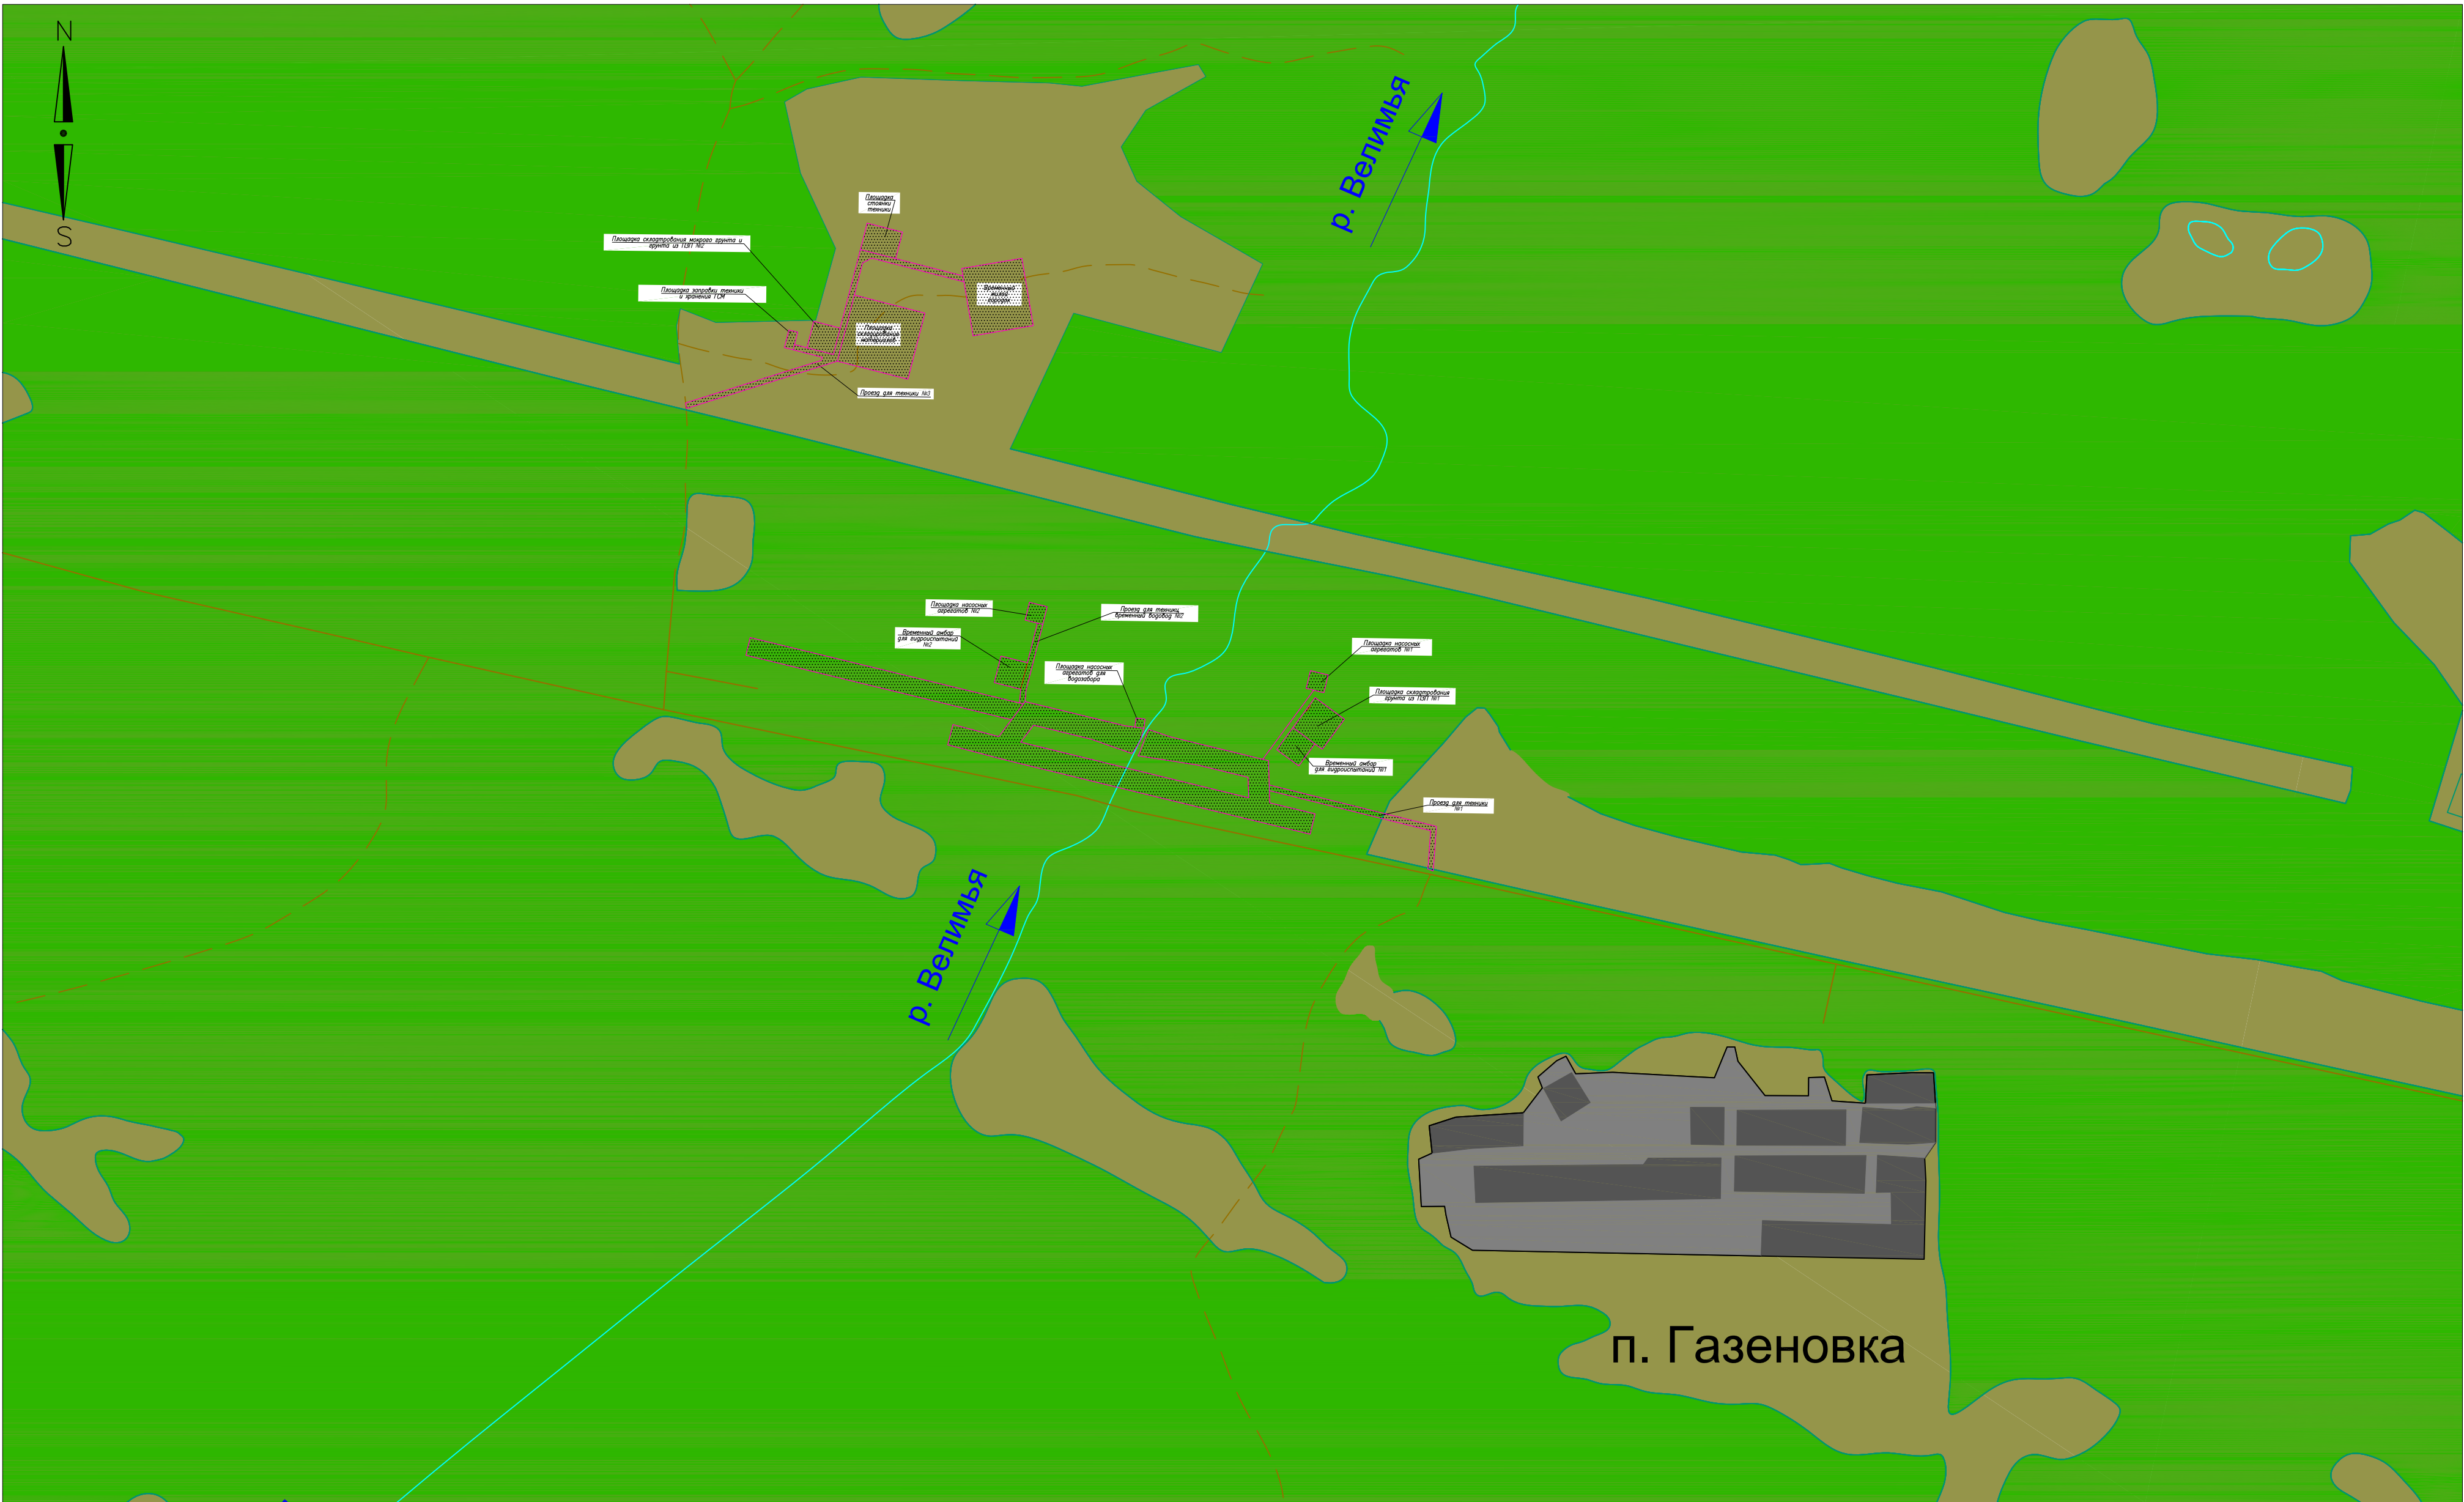 N
S
р. Велимья
Площадка
стоянки
техники
Площадка складирования мокрого грунта и
грунта из ПЗП №2
Площадка заправки техники
и хранения ГСМ
Временный
жилой
городок
Площадка
складирования
материалов
Проезд для техники №3
Площадка насосных
агрегатов №2
Проезд для техники,
временный водовод №2
Временный амбар
для гидроиспытаний
№2
Площадка насосных
агрегатов для
водозабора
Площадка насосных
агрегатов №1
Площадка складирования
грунта из ПЗП №1
Временный амбар
для гидроиспытаний №1
Проезд для техники
№1
р. Велимья
п. Газеновка